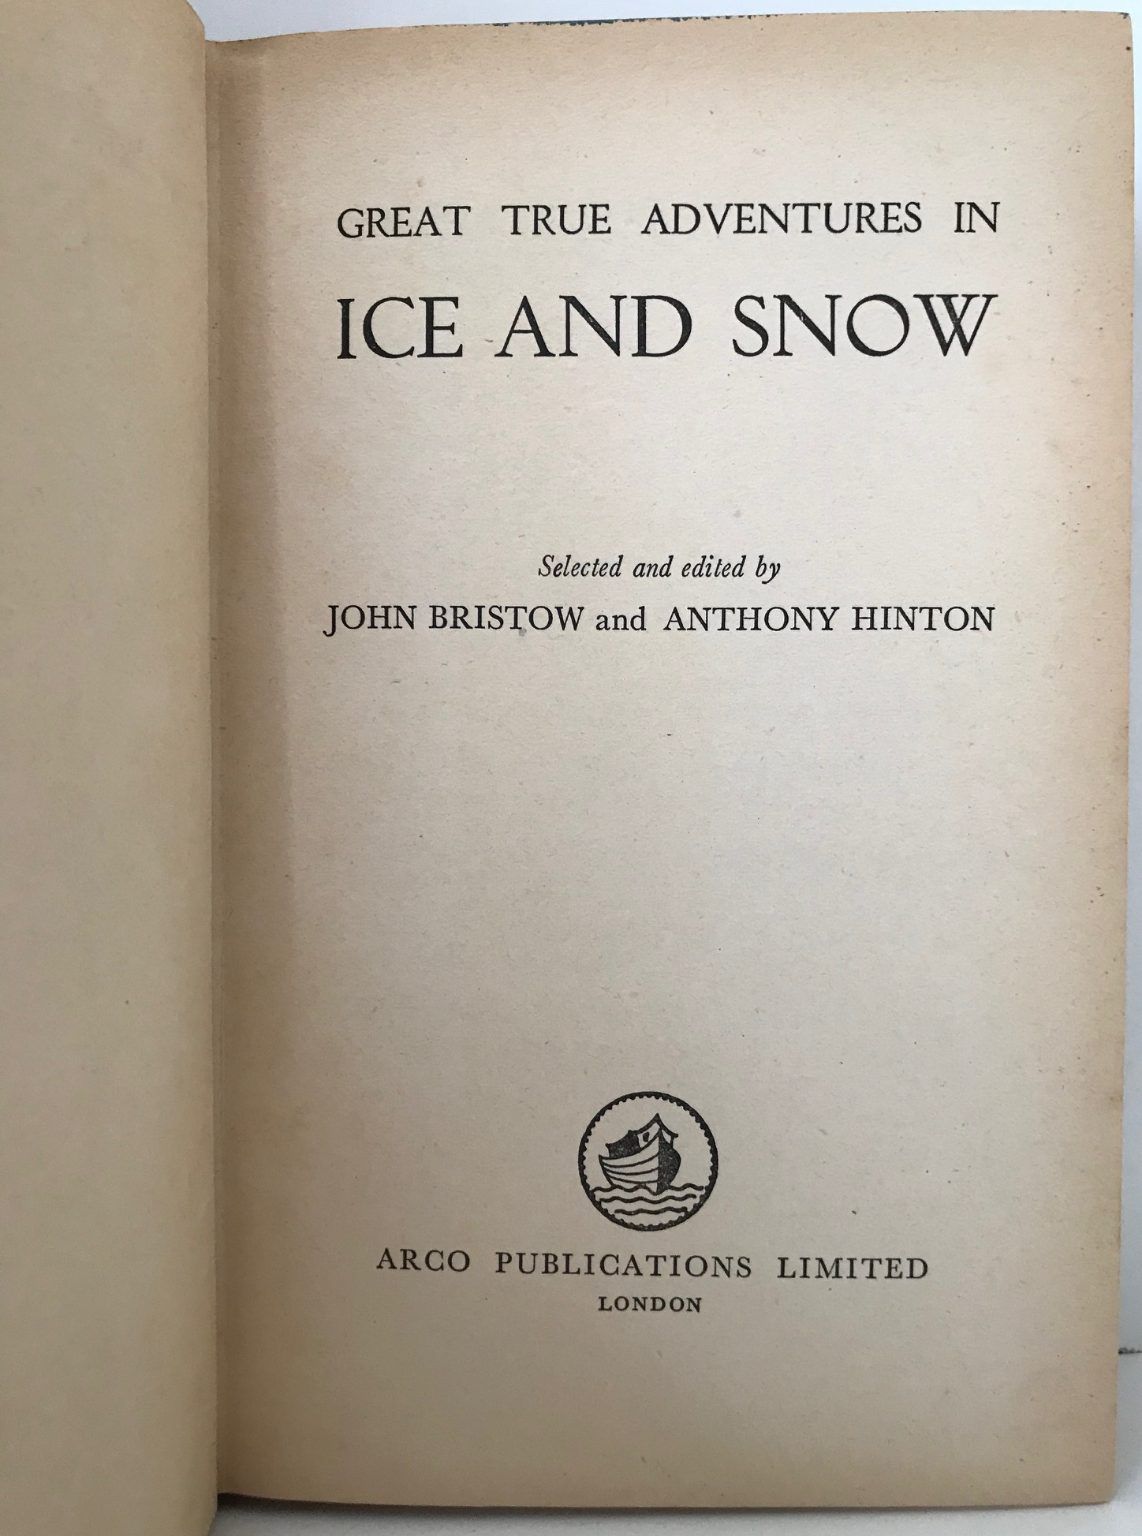 GREAT TRUE ADVENTURES IN
ICE AND SNOW
Selected and edited by
JOHN BRISTOW and ANTHONY HINTON
ARCO PUBLICATIONS LIMITED
LONDON